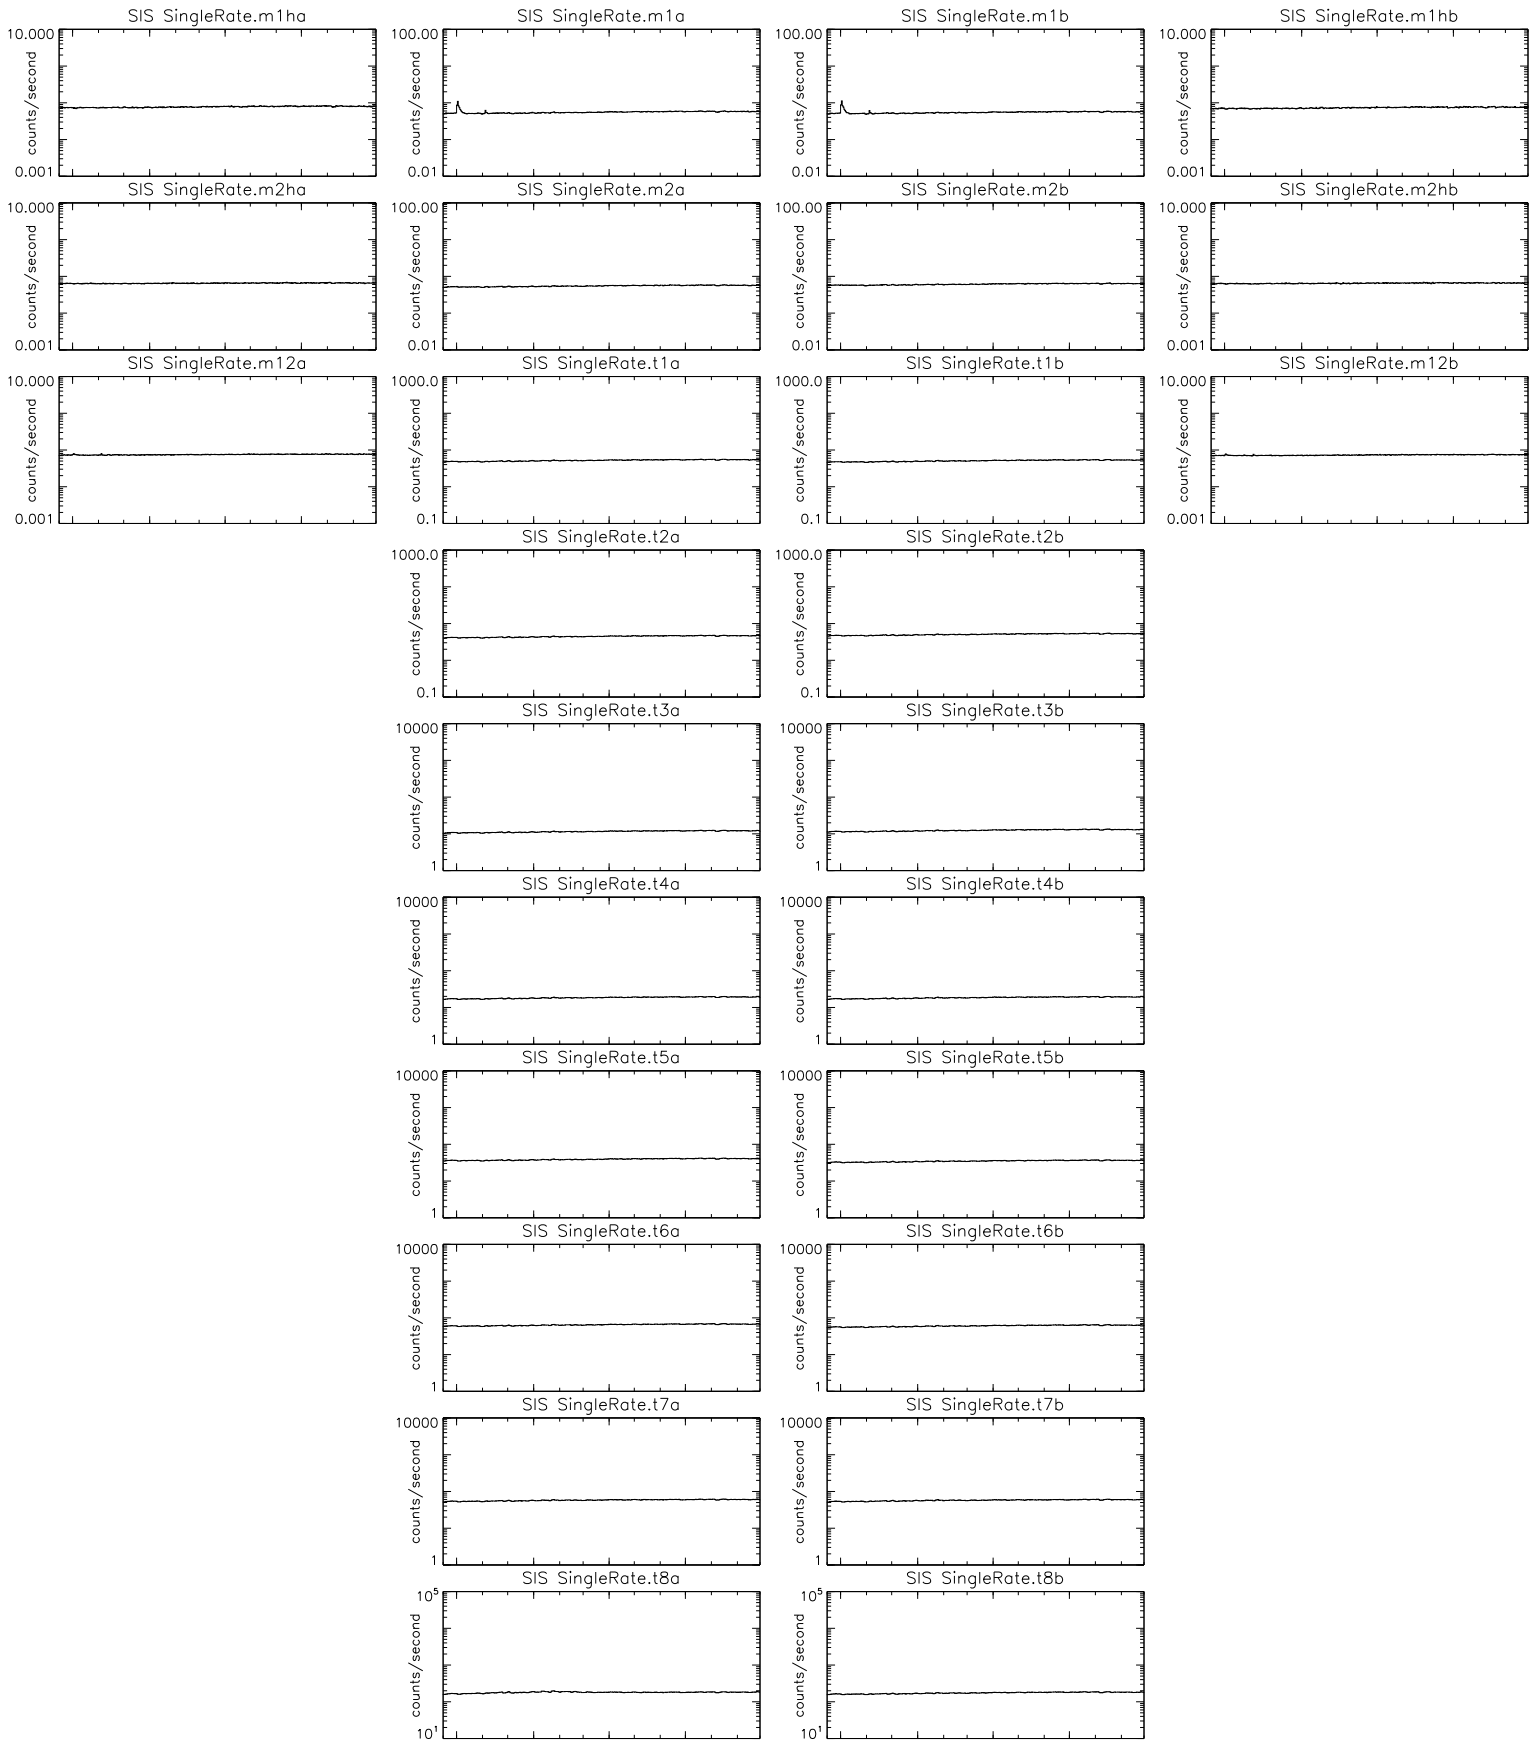 SIS SingleRate.m1ha
10.000
counts/second
0.001
SIS SingleRate.m1a
100.00
counts/second
0.01
SIS SingleRate.m1b
100.00
counts/second
0.01
SIS SingleRate.m1hb
10.000
counts/second
0.001
SIS SingleRate.m2ha
10.000
counts/second
0.001
SIS SingleRate.m2a
100.00
counts/second
0.01
SIS SingleRate.m2b
100.00
counts/second
0.01
SIS SingleRate.m2hb
10.000
counts/second
0.001
SIS SingleRate.m12a
10.000
counts/second
0.001
SIS SingleRate.t1a
1000.0
counts/second
0.1
SIS SingleRate.t1b
1000.0
counts/second
0.1
SIS SingleRate.m12b
10.000
counts/second
0.001
SIS SingleRate.t2a
1000.0
counts/second
0.1
SIS SingleRate.t2b
1000.0
counts/second
0.1
SIS SingleRate.t3a
10000
counts/second
1
SIS SingleRate.t3b
10000
counts/second
1
SIS SingleRate.t4a
10000
counts/second
1
SIS SingleRate.t4b
10000
counts/second
1
SIS SingleRate.t5a
10000
counts/second
1
SIS SingleRate.t5b
10000
counts/second
1
SIS SingleRate.t6a
10000
counts/second
1
SIS SingleRate.t6b
10000
counts/second
1
SIS SingleRate.t7a
10000
counts/second
1
SIS SingleRate.t7b
10000
counts/second
1
SIS SingleRate.t8a
10⁵
counts/second
10¹
SIS SingleRate.t8b
10⁵
counts/second
10¹